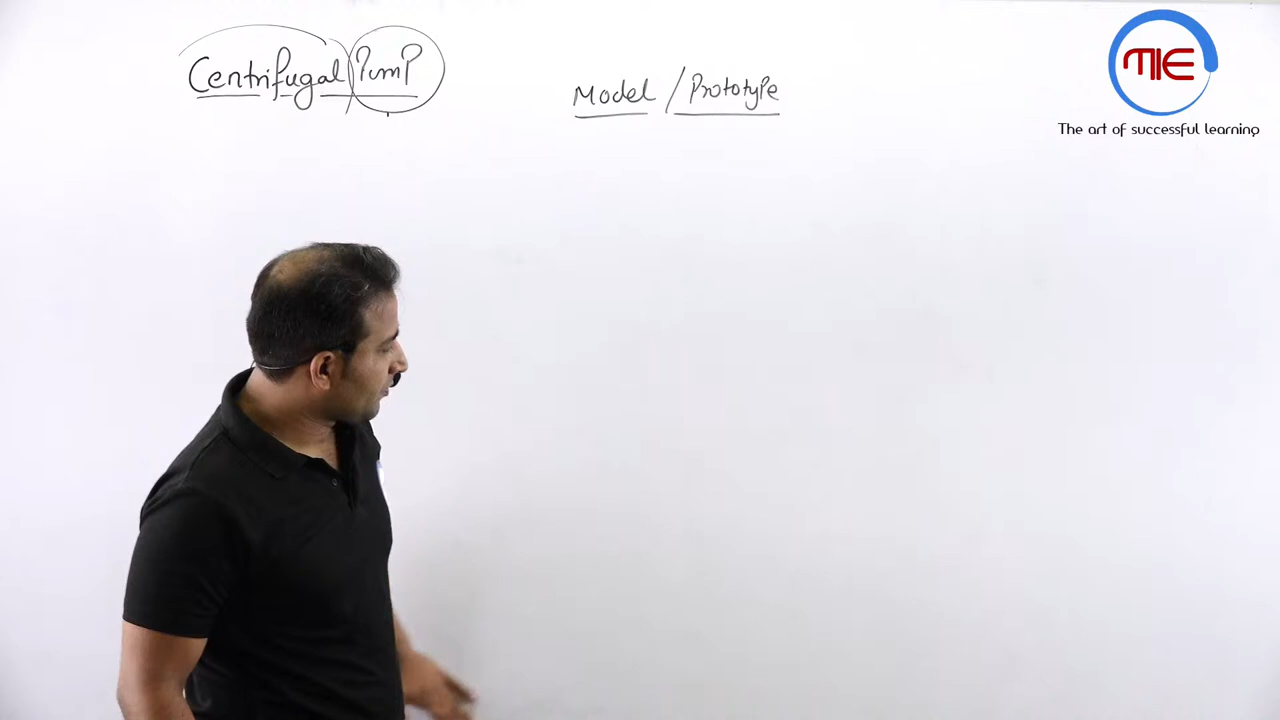 Centrifugal PumP
Model / PrototyPe
MIE
The art of successful learning